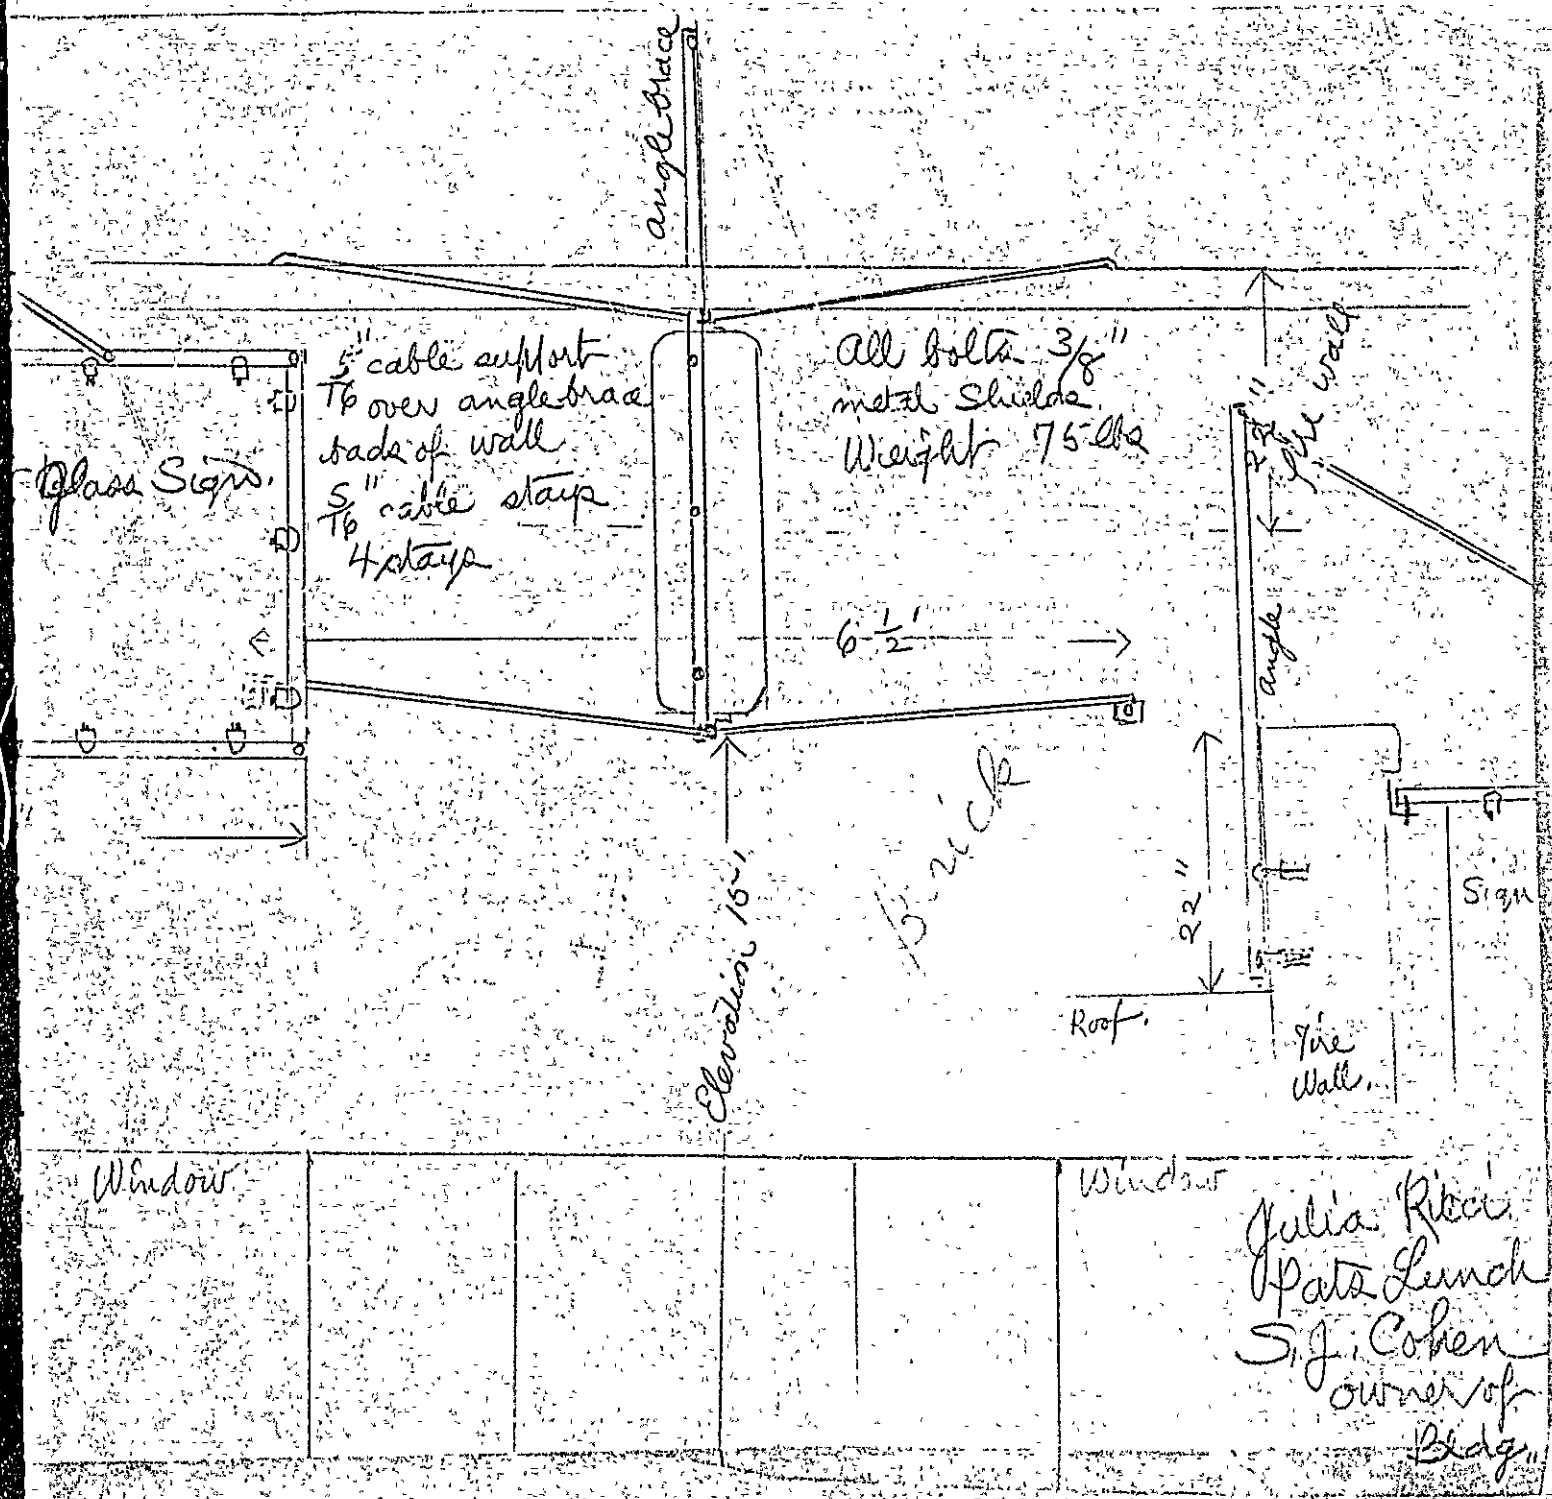 angle brace
5/16" cable support
over angle brace
back of wall
5/16" cable stays
4 stays
Glass Sign.
All bolts 3/8"
metal Shields
Weight 75 lbs
22"
fire wall
6-1/2'
angle
Elevation 15'
22"
Sign
Roof.
Fire
Wall.
Window
Window
Julia Ricci
Pats Lunch
S.J. Cohen
owner of
Bldg.